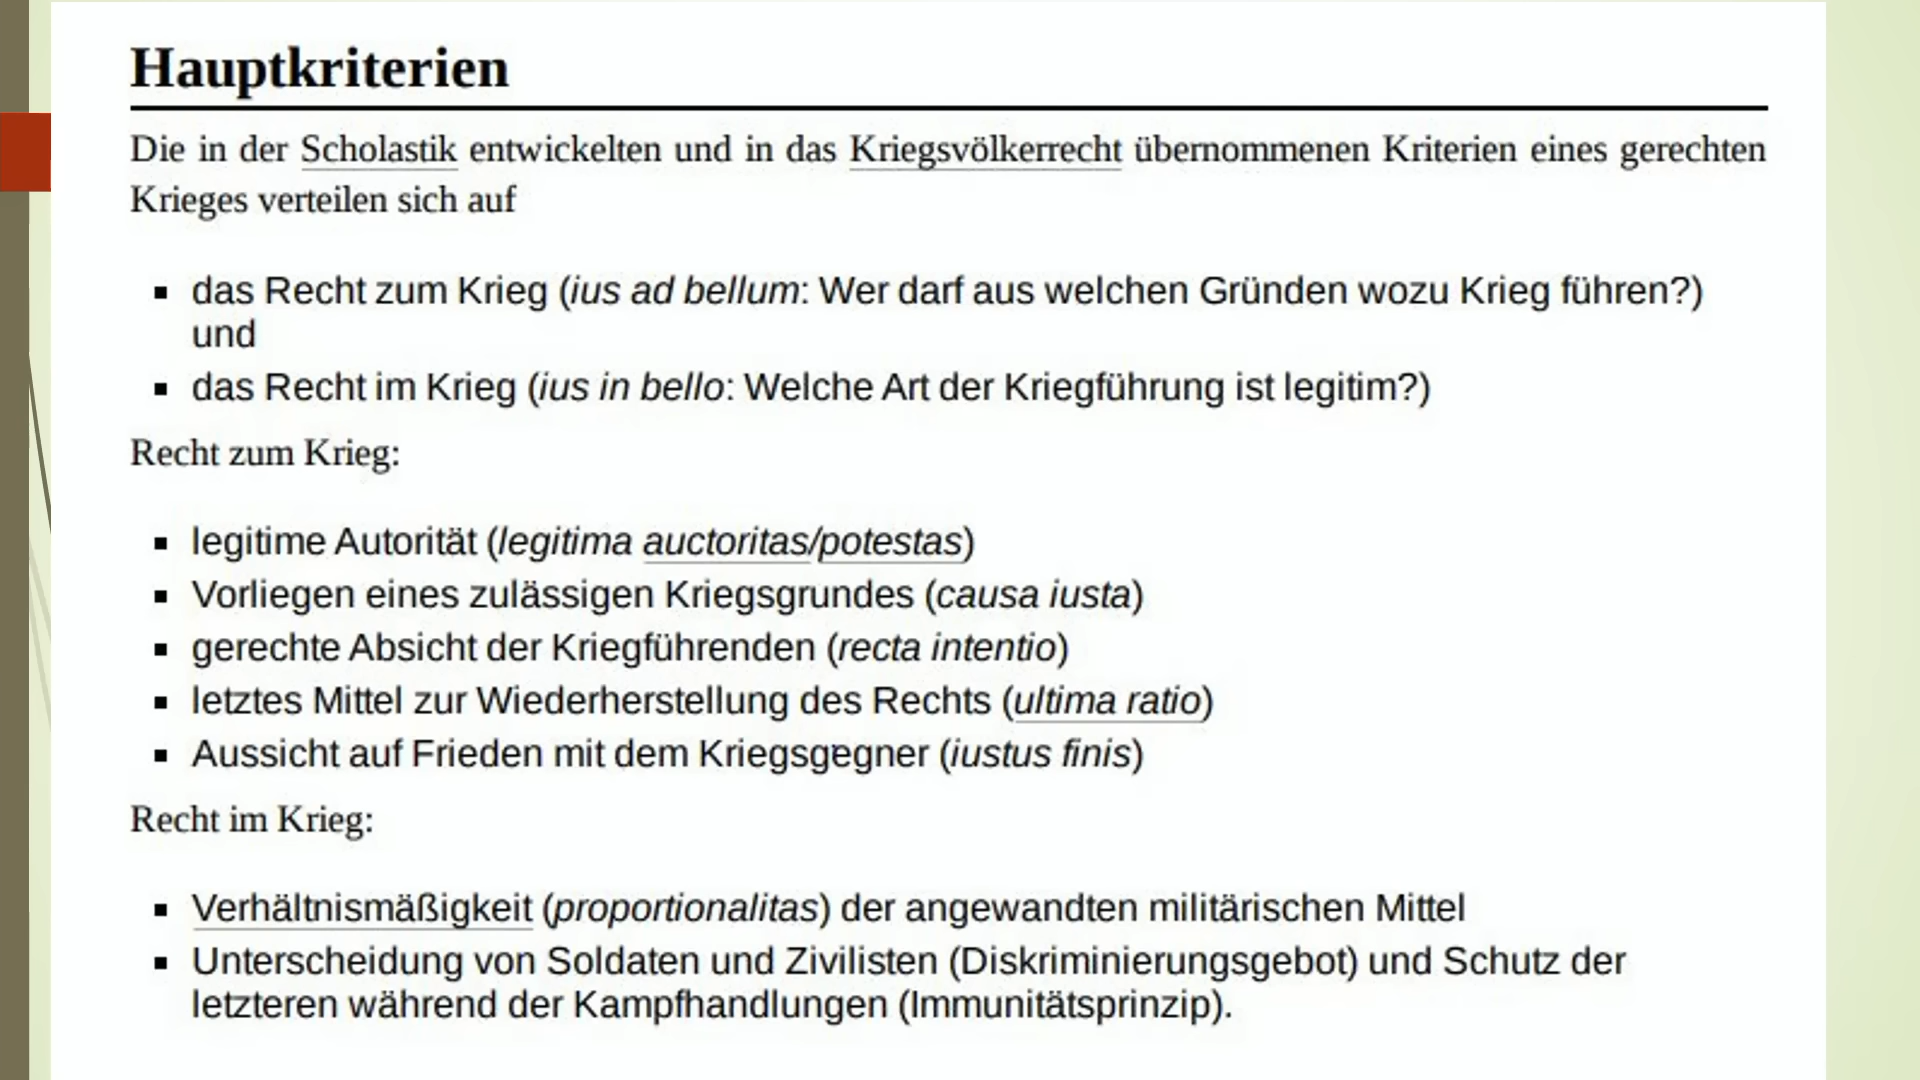 Hauptkriterien
Die in der Scholastik entwickelten und in das Kriegsvölkerrecht übernommenen Kriterien eines gerechten
Krieges verteilen sich auf
▪ das Recht zum Krieg (ius ad bellum: Wer darf aus welchen Gründen wozu Krieg führen?)
und
▪ das Recht im Krieg (ius in bello: Welche Art der Kriegführung ist legitim?)
Recht zum Krieg:
▪ legitime Autorität (legitima auctoritas/potestas)
▪ Vorliegen eines zulässigen Kriegsgrundes (causa iusta)
▪ gerechte Absicht der Kriegführenden (recta intentio)
▪ letztes Mittel zur Wiederherstellung des Rechts (ultima ratio)
▪ Aussicht auf Frieden mit dem Kriegsgegner (iustus finis)
Recht im Krieg:
▪ Verhältnismäßigkeit (proportionalitas) der angewandten militärischen Mittel
▪ Unterscheidung von Soldaten und Zivilisten (Diskriminierungsgebot) und Schutz der
letzteren während der Kampfhandlungen (Immunitätsprinzip).